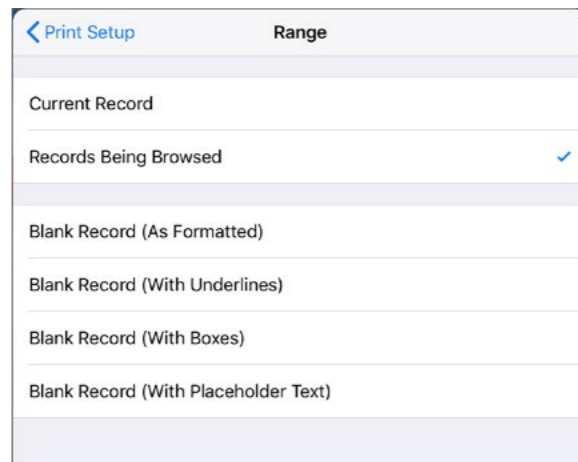 Print Setup
Range
Current Record
Records Being Browsed
Blank Record (As Formatted)
Blank Record (With Underlines)
Blank Record (With Boxes)
Blank Record (With Placeholder Text)